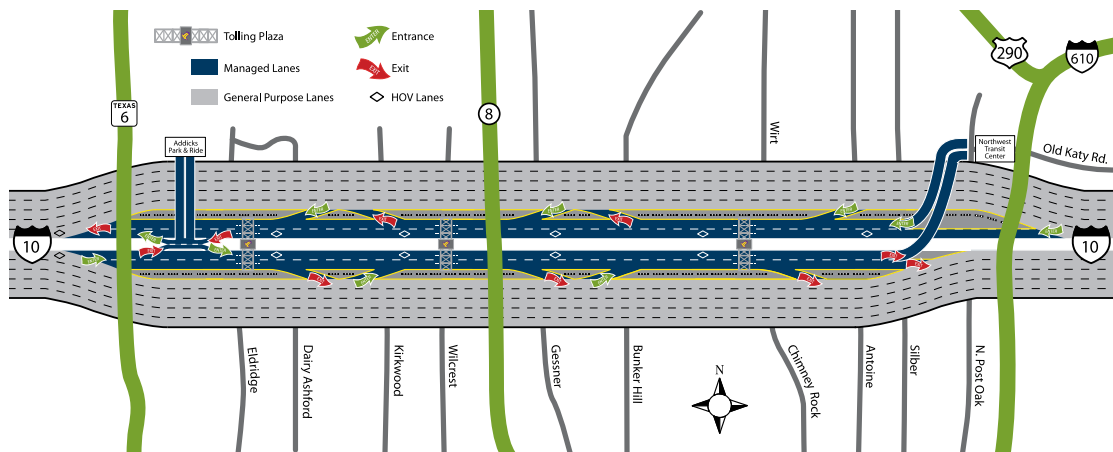 ENTER
Tolling Plaza
Entrance
EXIT
Managed Lanes
Exit
General Purpose Lanes
HOV Lanes
TEXAS
6
8
290
610
Wirt
Addicks
Park & Ride
Northwest
Transit
Center
Old Katy Rd.
10
10
Eldridge
Dairy Ashford
Kirkwood
Wilcrest
Gessner
Bunker Hill
Chimney Rock
Antoine
Silber
N. Post Oak
N